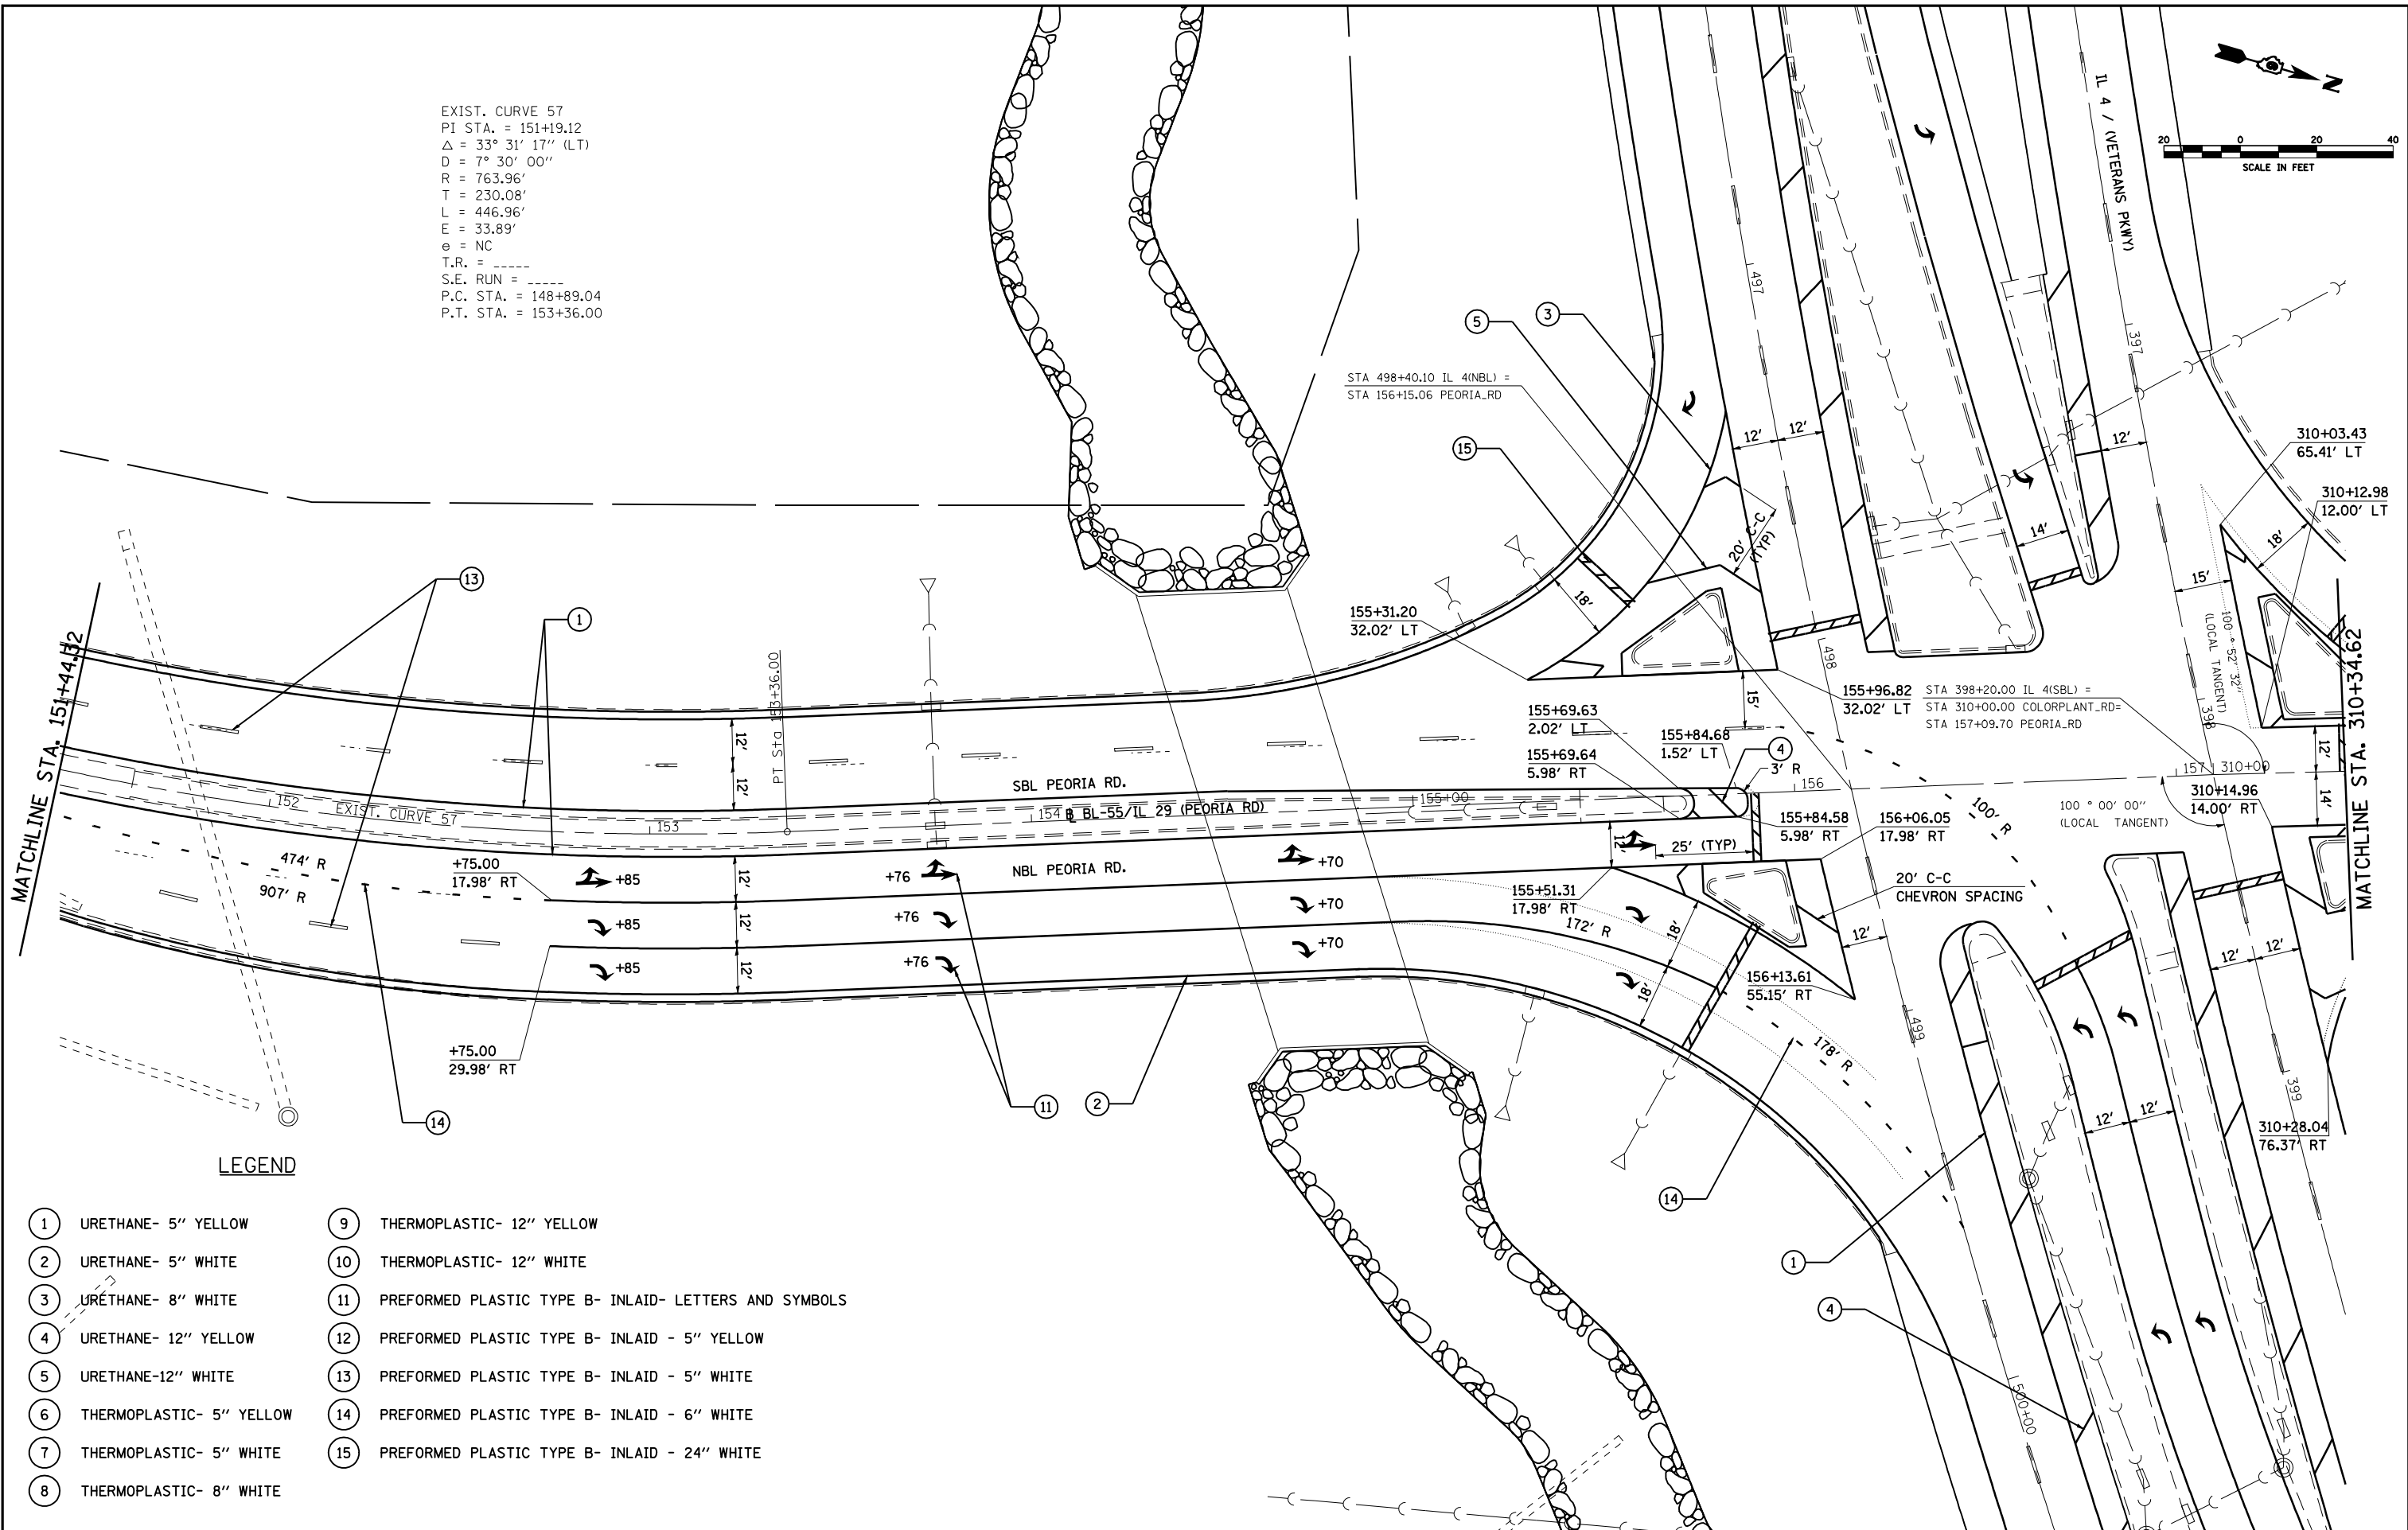 EXIST. CURVE 57
PI STA. = 151+19.12
Δ = 33° 31′ 17″ (LT)
D = 7° 30′ 00″
R = 763.96′
T = 230.08′
L = 446.96′
E = 33.89′
e = NC
T.R. = _____
S.E. RUN = _____
P.C. STA. = 148+89.04
P.T. STA. = 153+36.00
N
20 0 20 40
SCALE IN FEET
IL 4 / (VETERANS PKWY)
497
397
5
3
15
STA 498+40.10 IL 4(NBL) =
STA 156+15.06 PEORIA_RD
12′
12′
12′
310+03.43
65.41′ LT
310+12.98
12.00′ LT
20′ C-C
(TYP)
14′
18′
15′
18′
100 ° 52′ 32″
(LOCAL TANGENT)
13
1
155+31.20
32.02′ LT
MATCHLINE STA. 151+44.32
MATCHLINE STA. 310+34.62
PT Sta 153+36.00
498
398
155+96.82
32.02′ LT
STA 398+20.00 IL 4(SBL) =
STA 310+00.00 COLORPLANT_RD=
STA 157+09.70 PEORIA_RD
15′
155+69.63
2.02′ LT
155+84.68
1.52′ LT
4
3′ R
155+69.64
5.98′ RT
12′
12′
12′
14′
SBL PEORIA RD.
156
157
310+00
152
EXIST. CURVE 57
153
154
BL-55/IL 29 (PEORIA RD)
155+00
100′ R
310+14.96
14.00′ RT
100 ° 00′ 00″
(LOCAL TANGENT)
155+84.58
5.98′ RT
156+06.05
17.98′ RT
474′ R
907′ R
+75.00
17.98′ RT
+85
12′
+76
NBL PEORIA RD.
+70
12′
25′ (TYP)
20′ C-C
CHEVRON SPACING
155+51.31
17.98′ RT
+85
12′
+76
+70
172′ R
18′
12′
+85
12′
+76
+70
18′
156+13.61
55.15′ RT
12′
12′
+75.00
29.98′ RT
14
11
2
178′ R
499
399
12′
12′
310+28.04
76.37′ RT
14
1
4
500+00
LEGEND
1 URETHANE- 5″ YELLOW
2 URETHANE- 5″ WHITE
3 URETHANE- 8″ WHITE
4 URETHANE- 12″ YELLOW
5 URETHANE-12″ WHITE
6 THERMOPLASTIC- 5″ YELLOW
7 THERMOPLASTIC- 5″ WHITE
8 THERMOPLASTIC- 8″ WHITE
9 THERMOPLASTIC- 12″ YELLOW
10 THERMOPLASTIC- 12″ WHITE
11 PREFORMED PLASTIC TYPE B- INLAID- LETTERS AND SYMBOLS
12 PREFORMED PLASTIC TYPE B- INLAID - 5″ YELLOW
13 PREFORMED PLASTIC TYPE B- INLAID - 5″ WHITE
14 PREFORMED PLASTIC TYPE B- INLAID - 6″ WHITE
15 PREFORMED PLASTIC TYPE B- INLAID - 24″ WHITE